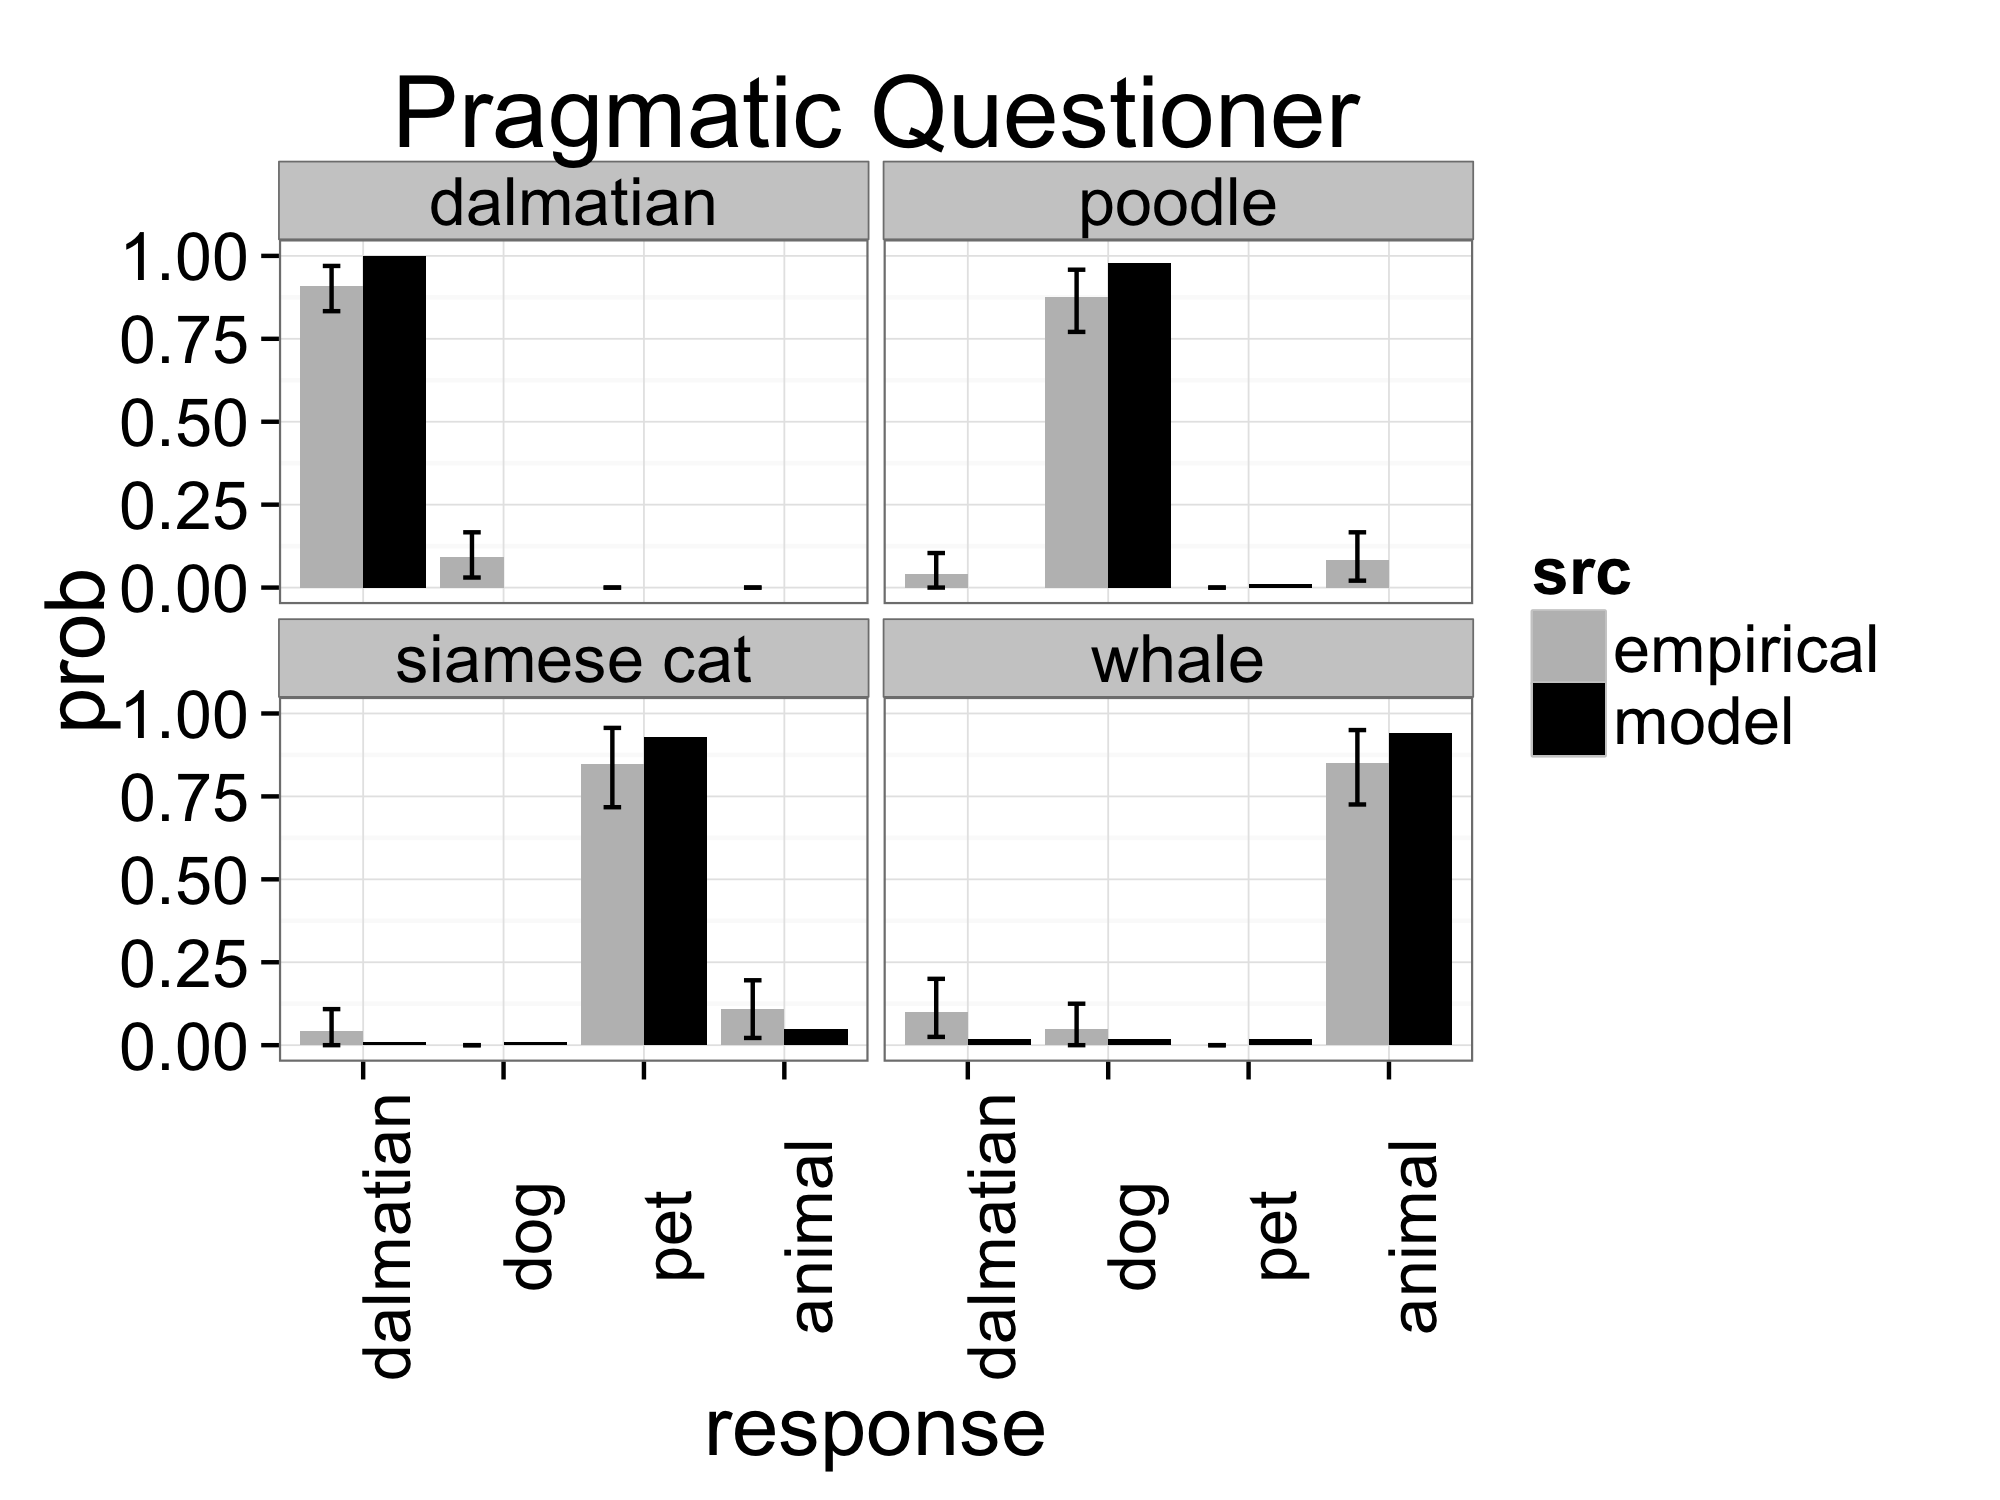 Pragmatic Questioner
dalmatian
poodle
1.00
0.75
0.50
0.25
0.00
siamese cat
whale
1.00
0.75
0.50
0.25
0.00
prob
dalmatian
dog
pet
animal
dalmatian
dog
pet
animal
response
src
empirical
model